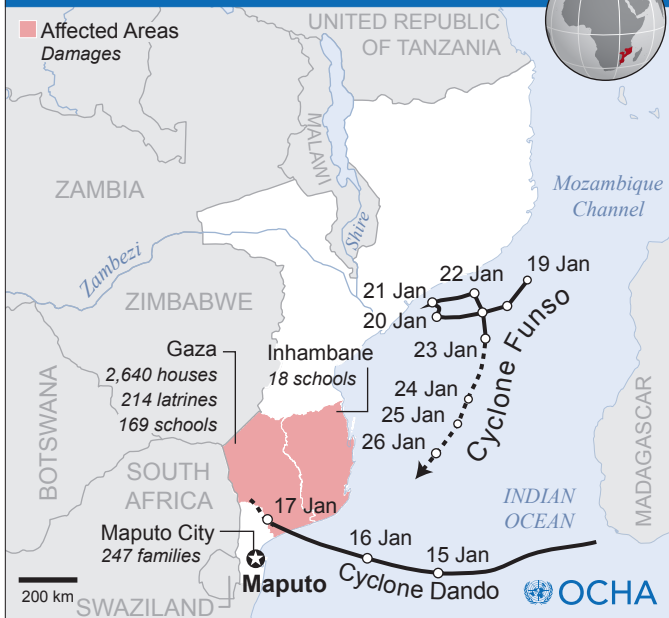 Affected Areas
Damages
UNITED REPUBLIC
OF TANZANIA
MALAWI
ZAMBIA
Shire
Mozambique
Channel
Zambezi
19 Jan
22 Jan
21 Jan
20 Jan
ZIMBABWE
23 Jan
Cyclone Funso
Gaza
2,640 houses
214 latrines
169 schools
Inhambane
18 schools
24 Jan
25 Jan
26 Jan
BOTSWANA
MADAGASCAR
SOUTH
AFRICA
INDIAN
OCEAN
17 Jan
16 Jan
15 Jan
Maputo City
247 families
Maputo
Cyclone Dando
200 km
SWAZILAND
OCHA